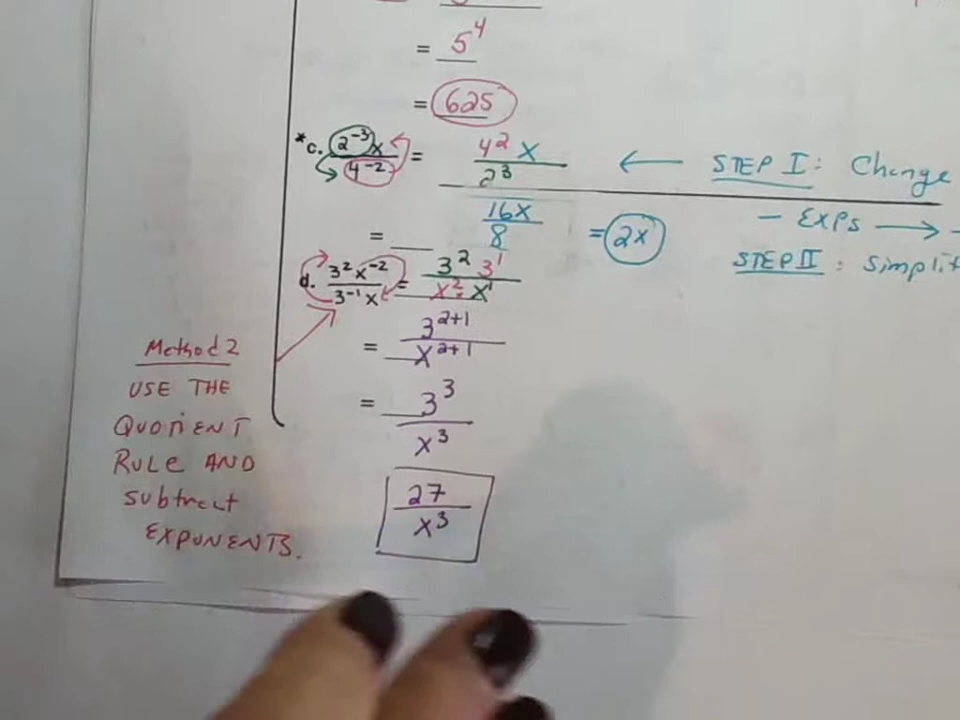 = 5^4
= 625
*c. 2^-3 x / 4^-2 = 4^2 x / 2^3 ← STEP I: Change
= 16x / 8 = 2x - EXPS →
STEP II: Simplif
d. 3^2 x^-2 / 3^-1 x = 3^2 3^1 / x^2 · x^1
= 3^2+1 / x^2+1
= 3^3 / x^3
27 / x^3
Method 2
USE THE
QUOTIENT
RULE AND
subtract
EXPONENTS.